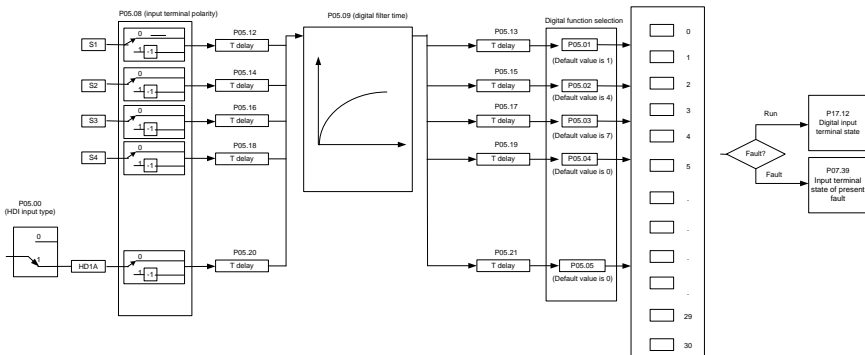 P05.08 (input terminal polarity)
P05.09 (digital filter time)
Digital function selection
S1
0
1
-1
P05.12
T delay
P05.13
T delay
P05.01
(Default value is 1)
S2
0
1
-1
P05.14
T delay
P05.15
T delay
P05.02
(Default value is 4)
S3
0
1
-1
P05.16
T delay
P05.17
T delay
P05.03
(Default value is 7)
S4
0
1
-1
P05.18
T delay
P05.19
T delay
P05.04
(Default value is 0)
P05.00
(HDI input type)
0
1
HD1A
0
1
-1
P05.20
T delay
P05.21
T delay
P05.05
(Default value is 0)
0
1
2
3
4
5
.
.
.
.
29
30
Fault?
Run
Fault
P17.12
Digital input
terminal state
P07.39
Input terminal
state of present
fault